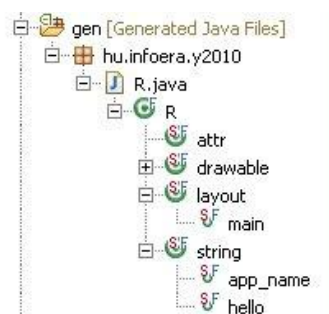 gen [Generated Java Files]
hu.infoera.y2010
R.java
R
attr
drawable
layout
main
string
app_name
hello